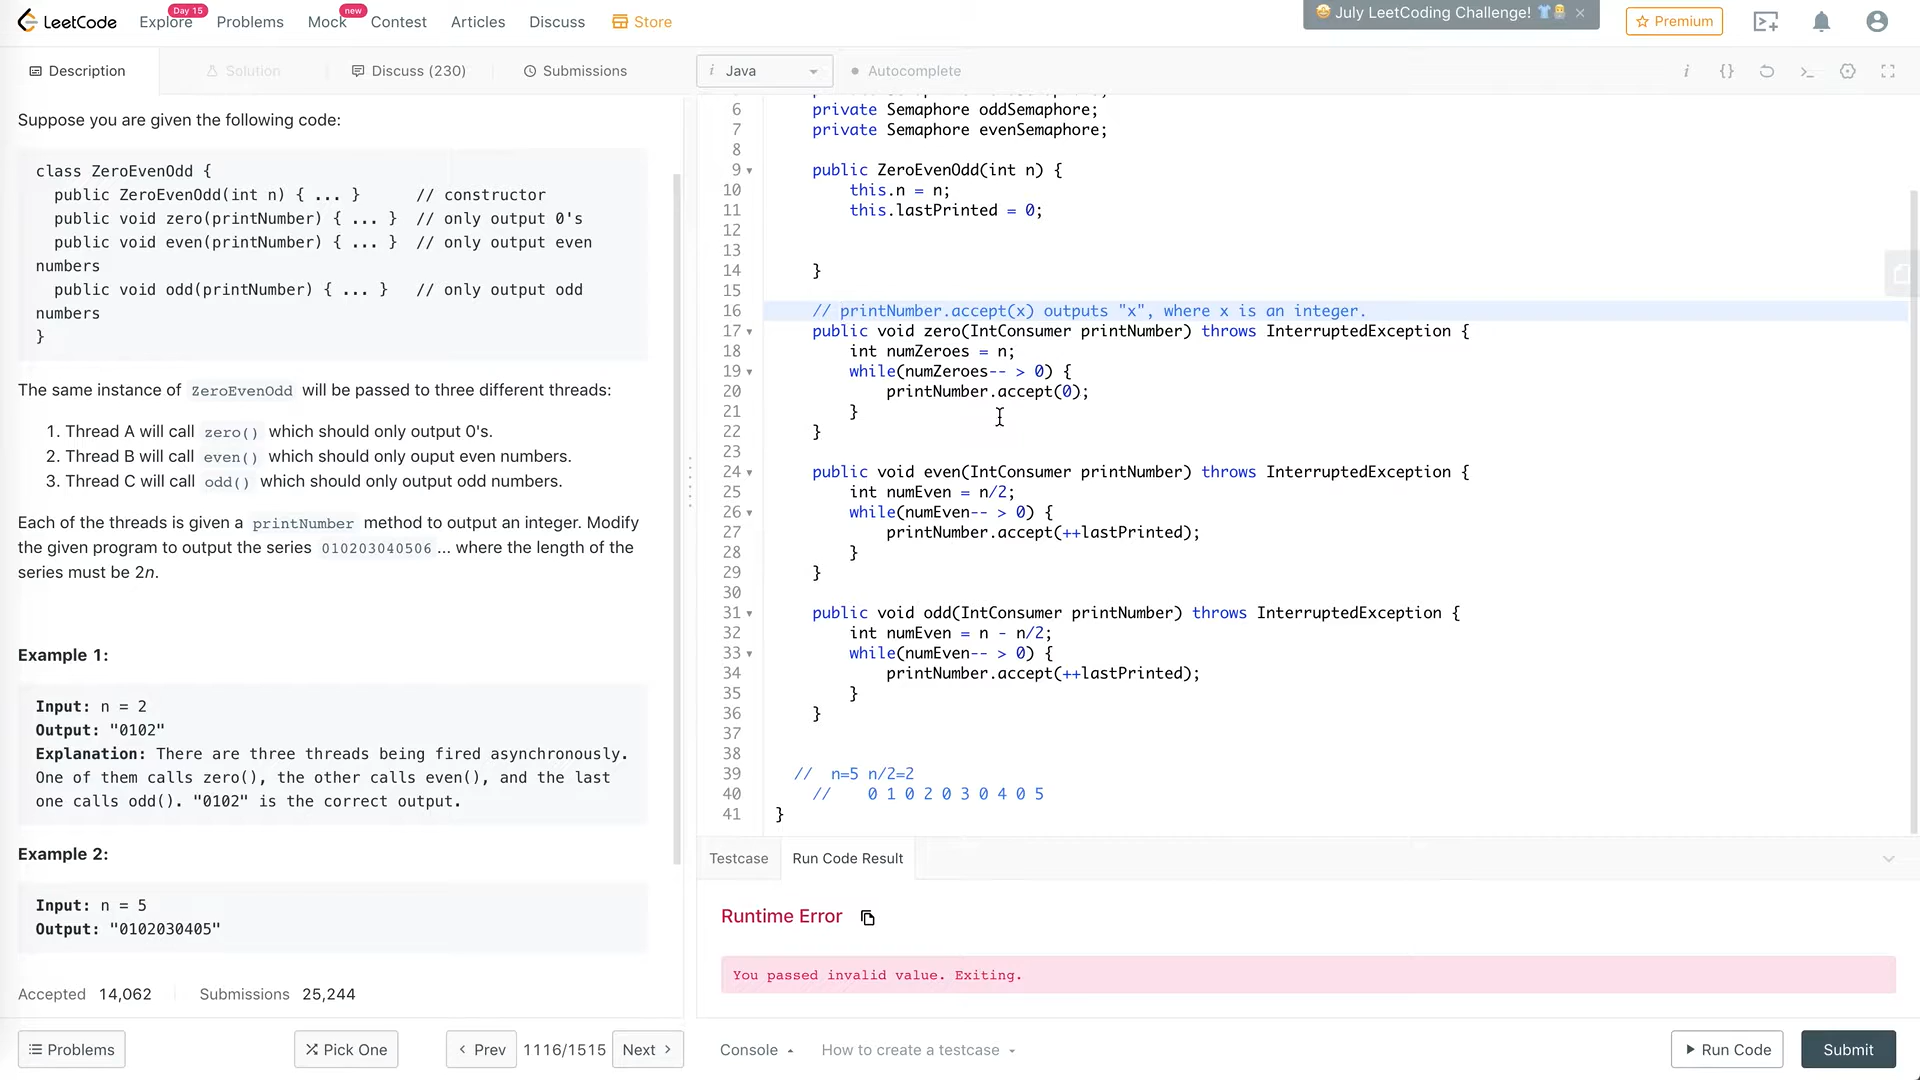 LeetCode
Explore Day 15 Problems Mock new Contest Articles Discuss Store
July LeetCoding Challenge!
Premium
Description
Solution
Discuss (230)
Submissions
i Java
Autocomplete
Suppose you are given the following code:
class ZeroEvenOdd {
public ZeroEvenOdd(int n) { ... } // constructor
public void zero(printNumber) { ... } // only output 0's
public void even(printNumber) { ... } // only output even
numbers
public void odd(printNumber) { ... } // only output odd
numbers
}
The same instance of ZeroEvenOdd will be passed to three different threads:
1. Thread A will call zero() which should only output 0's.
2. Thread B will call even() which should only ouput even numbers.
3. Thread C will call odd() which should only output odd numbers.
Each of the threads is given a printNumber method to output an integer. Modify
the given program to output the series 010203040506 ... where the length of the
series must be 2n.
Example 1:
Input: n = 2
Output: "0102"
Explanation: There are three threads being fired asynchronously.
One of them calls zero(), the other calls even(), and the last
one calls odd(). "0102" is the correct output.
Example 2:
Input: n = 5
Output: "0102030405"
Accepted 14,062 Submissions 25,244
Problems
Pick One
Prev
1116/1515
Next
6 private Semaphore oddSemaphore;
7 private Semaphore evenSemaphore;
8
9 public ZeroEvenOdd(int n) {
10 this.n = n;
11 this.lastPrinted = 0;
12
13
14 }
15
16 // printNumber.accept(x) outputs "x", where x is an integer.
17 public void zero(IntConsumer printNumber) throws InterruptedException {
18 int numZeroes = n;
19 while(numZeroes-- > 0) {
20 printNumber.accept(0);
21 }
22 }
23
24 public void even(IntConsumer printNumber) throws InterruptedException {
25 int numEven = n/2;
26 while(numEven-- > 0) {
27 printNumber.accept(++lastPrinted);
28 }
29 }
30
31 public void odd(IntConsumer printNumber) throws InterruptedException {
32 int numEven = n - n/2;
33 while(numEven-- > 0) {
34 printNumber.accept(++lastPrinted);
35 }
36 }
37
38
39 // n=5 n/2=2
40 // 0 1 0 2 0 3 0 4 0 5
41 }
Testcase
Run Code Result
Runtime Error
You passed invalid value. Exiting.
Console
How to create a testcase
Run Code
Submit